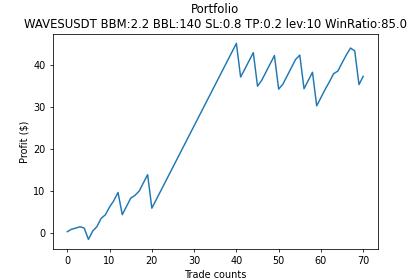 Portfolio
WAVESUSDT BBM:2.2 BBL:140 SL:0.8 TP:0.2 lev:10 WinRatio:85.0
40
30
20
10
0
Profit ($)
0 10 20 30 40 50 60 70
Trade counts